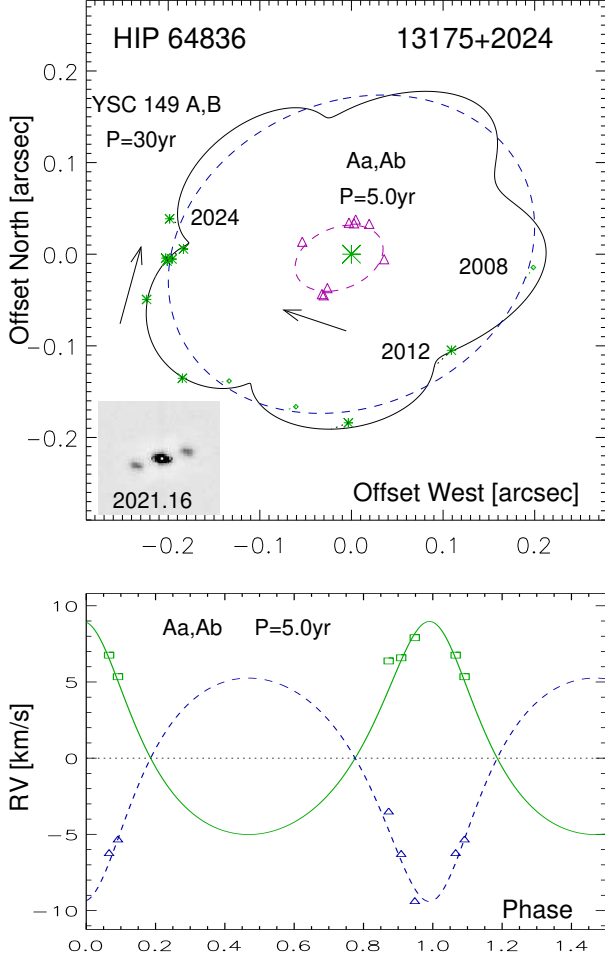 HIP 64836 13175+2024
YSC 149 A,B
P=30yr
Aa,Ab
P=5.0yr
2024
2008
2012
2021.16
0.2
0.1
0.0
−0.1
−0.2
Offset North [arcsec]
Offset West [arcsec]
−0.2 −0.1 0.0 0.1 0.2
Aa,Ab P=5.0yr
10
5
0
−5
−10
RV [km/s]
Phase
0.0 0.2 0.4 0.6 0.8 1.0 1.2 1.4